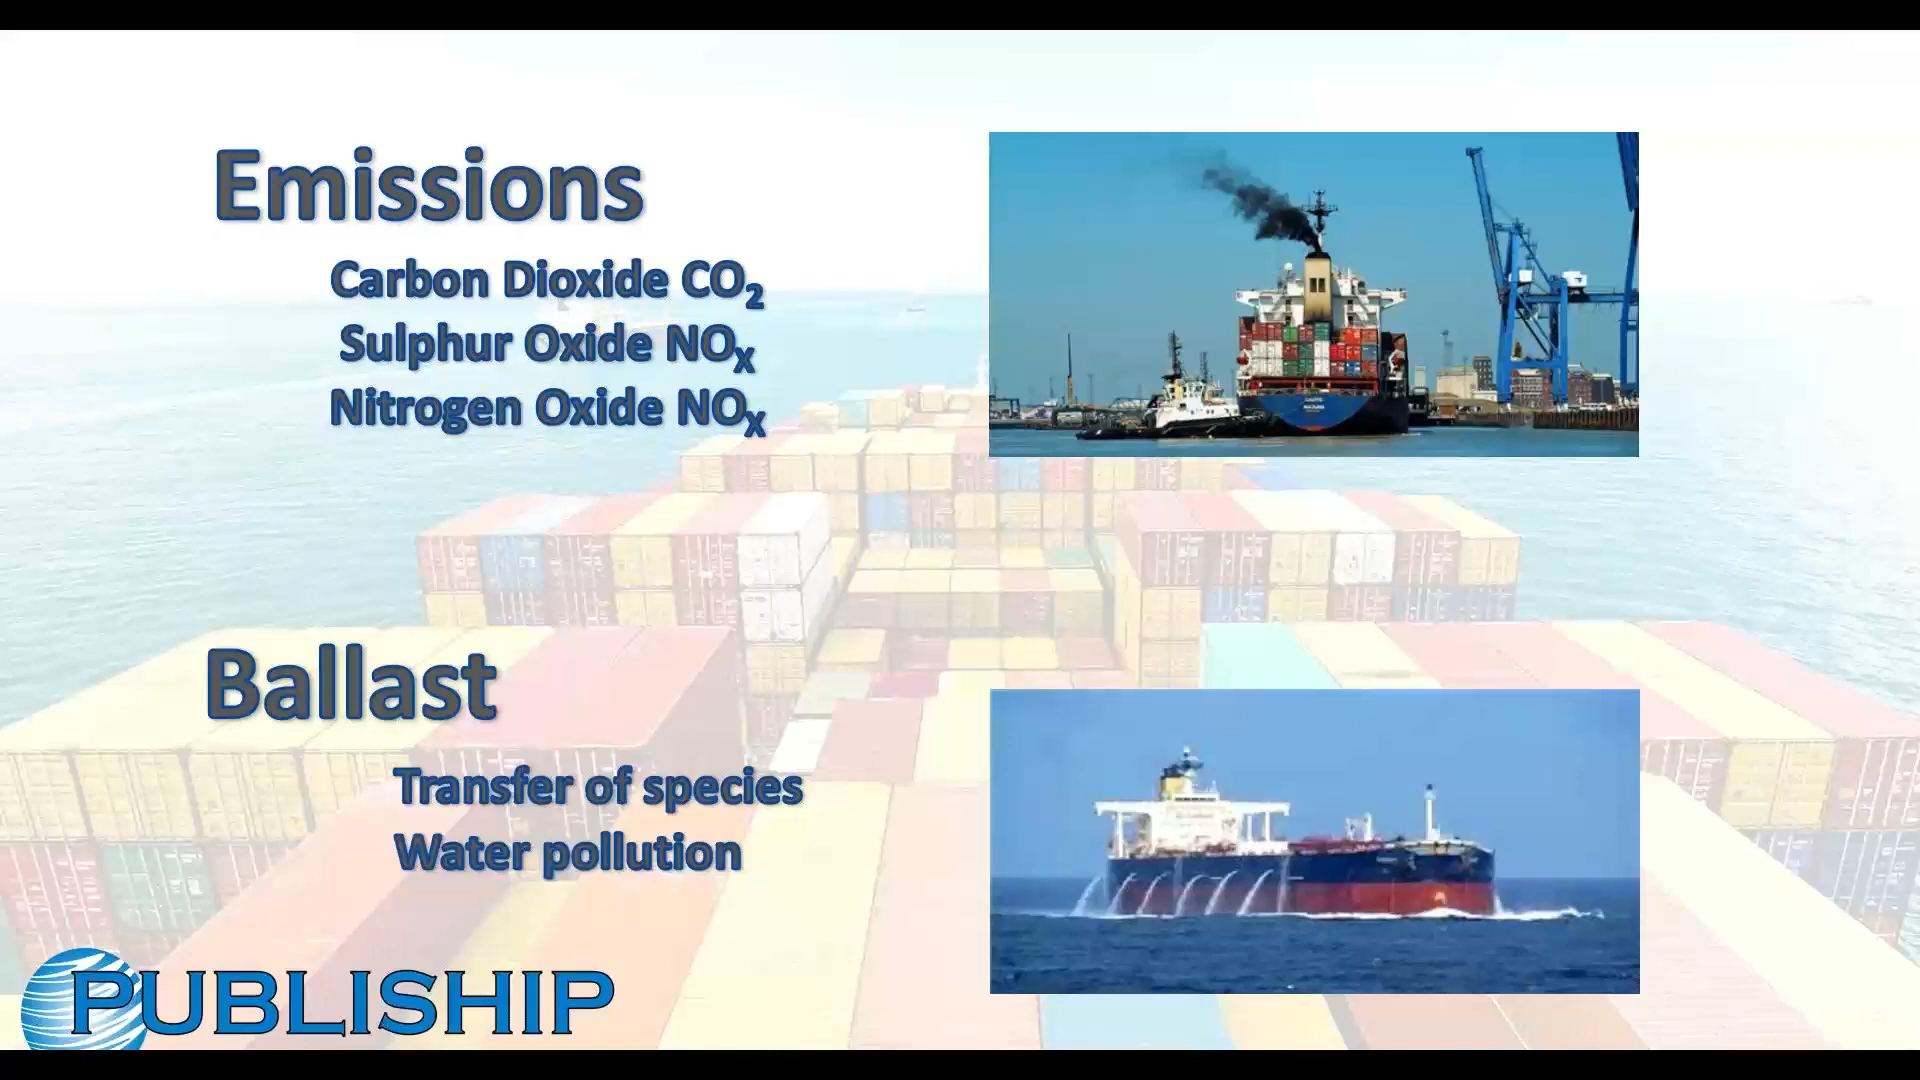 Emissions
Carbon Dioxide CO₂
Sulphur Oxide NOX
Nitrogen Oxide NOX
Ballast
Transfer of species
Water pollution
PUBLISHIP